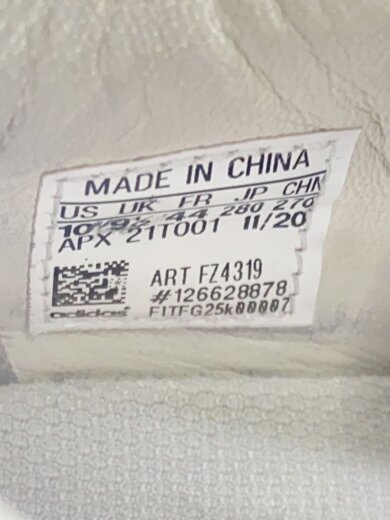 MADE IN CHINA
US UK FR JP CHN
10 9½ 44 280 270
APX 21T001 11/20
ART FZ4319
#126628878
adidas